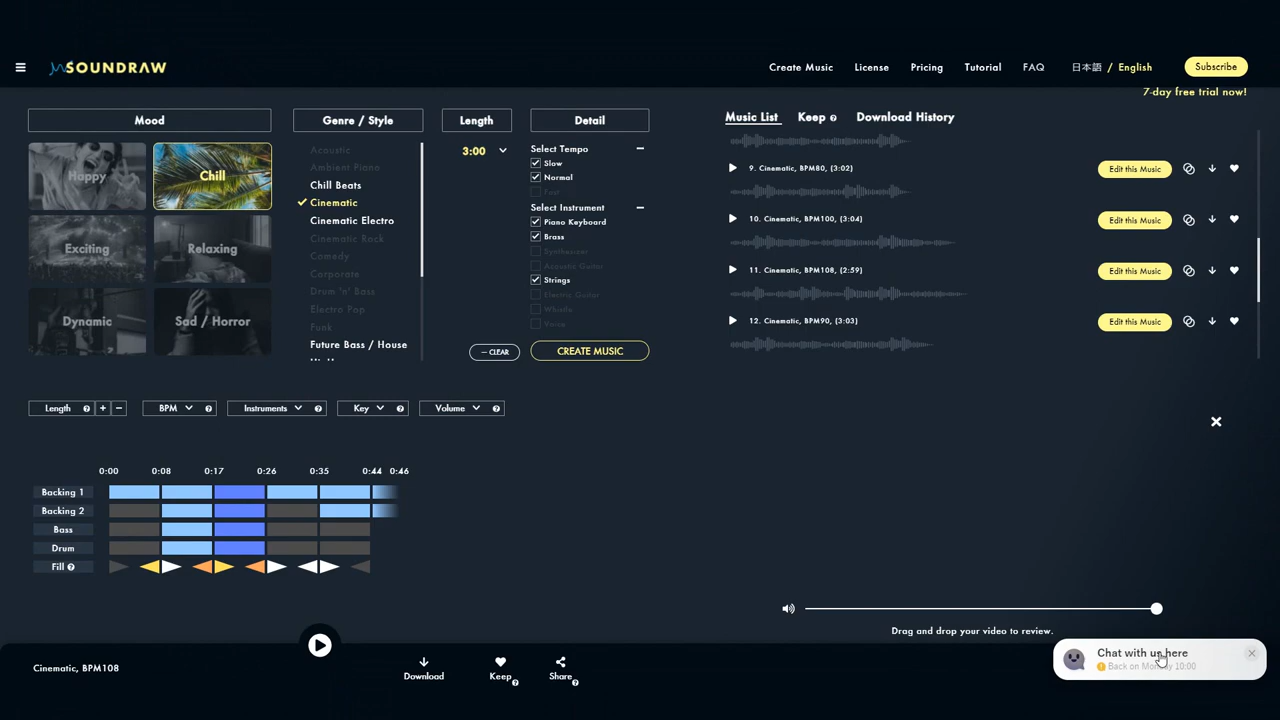 SOUNDRAW
Create Music
License
Pricing
Tutorial
FAQ
日本語 / English
Subscribe
7-day free trial now!
Mood
Genre / Style
Length
Detail
Music List
Keep ?
Download History
Happy
Chill
Exciting
Relaxing
Dynamic
Sad / Horror
Acoustic
Ambient Piano
Chill Beats
Cinematic
Cinematic Electro
Cinematic Rock
Comedy
Corporate
Drum 'n' Bass
Electro Pop
Funk
Future Bass / House
3:00
Select Tempo
Slow
Normal
Fast
Select Instrument
Piano Keyboard
Brass
Synthesizer
Acoustic Guitar
Strings
Electric Guitar
Whistle
Voice
— CLEAR
CREATE MUSIC
9. Cinematic, BPM80, (3:02)
Edit this Music
10. Cinematic, BPM100, (3:04)
Edit this Music
11. Cinematic, BPM108, (2:59)
Edit this Music
12. Cinematic, BPM90, (3:03)
Edit this Music
Length ? + −
BPM ?
Instruments ?
Key ?
Volume ?
0:00 0:08 0:17 0:26 0:35 0:44 0:46
Backing 1
Backing 2
Bass
Drum
Fill ?
Drag and drop your video to review.
Cinematic, BPM108
Download
Keep ?
Share ?
Chat with us here
Back on Monday 10:00